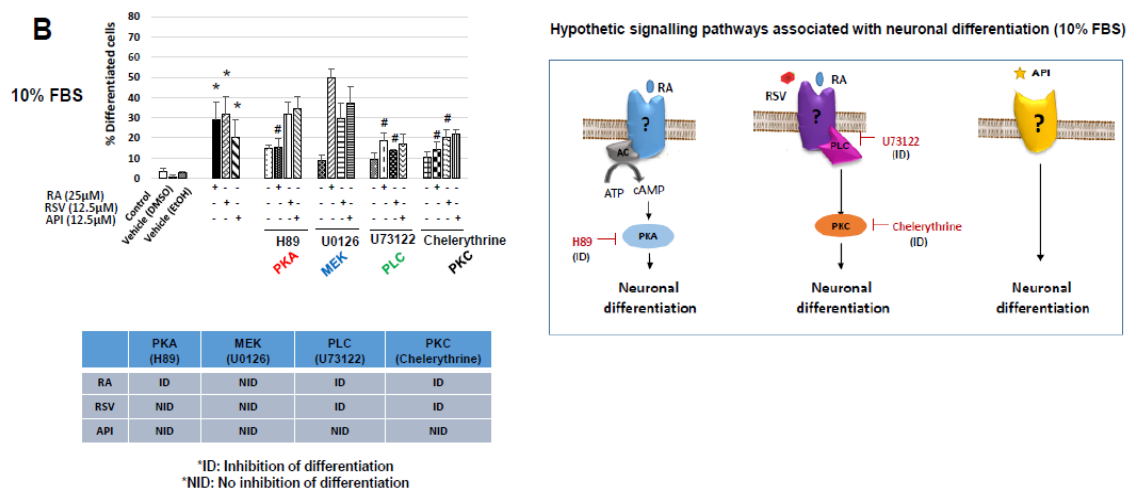 B
10% FBS
% Differentiated cells
80
70
60
50
40
30
20
10
0
* * *
# # # # #
Control
Vehicle (DMSO)
Vehicle (EtOH)
RA (25µM) + - - - + - - - + - - - + - - - + - -
RSV (12.5µM) - + - - - + - - - + - - - + - - - + -
API (12.5µM) - - + - - - + - - - + - - - + - - - +
H89 U0126 U73122 Chelerythrine
PKA MEK PLC PKC
Hypothetic signalling pathways associated with neuronal differentiation (10% FBS)
RA
?
AC
ATP cAMP
H89
(ID)
PKA
Neuronal
differentiation
RSV RA
?
PLC
U73122
(ID)
PKC
Chelerythrine
(ID)
Neuronal
differentiation
API
?
Neuronal
differentiation
PKA (H89) MEK (U0126) PLC (U73122) PKC (Chelerythrine)
RA ID NID ID ID
RSV NID NID ID ID
API NID NID NID NID
*ID: Inhibition of differentiation
*NID: No inhibition of differentiation